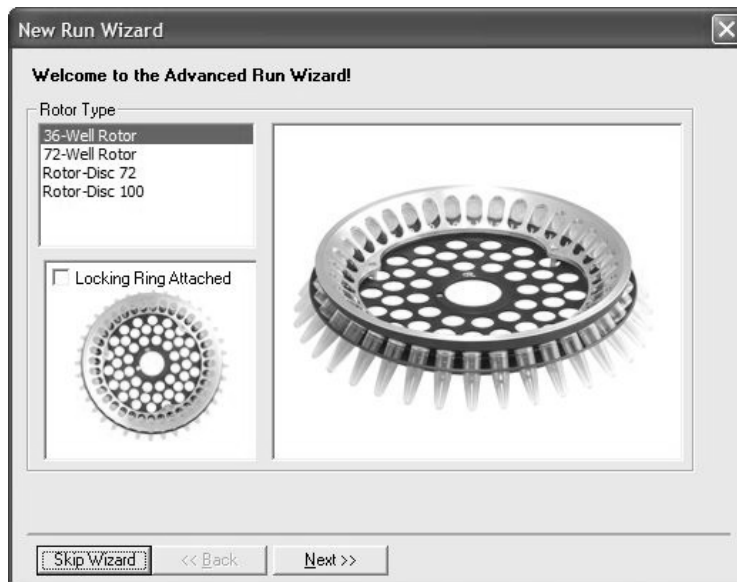 New Run Wizard
Welcome to the Advanced Run Wizard!
Rotor Type
36-Well Rotor
72-Well Rotor
Rotor-Disc 72
Rotor-Disc 100
Locking Ring Attached
Skip Wizard
<< Back
Next >>